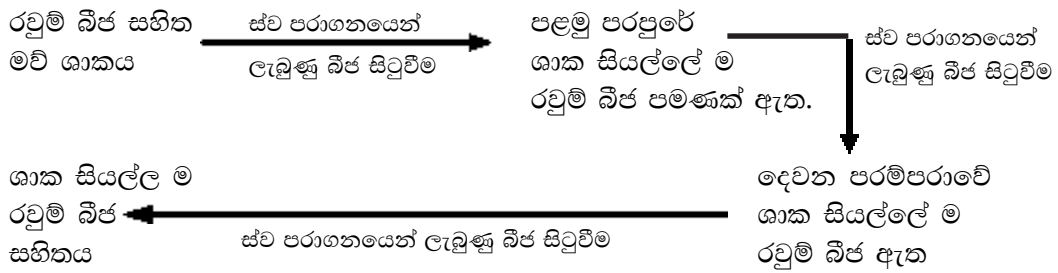 රවුම් බීජ සහිත
මව් ශාකය
ස්ව පරාගනයෙන්
ලැබුණු බීජ සිටුවීම
පළමු පරපුරේ
ශාක සියල්ලේ ම
රවුම් බීජ පමණක් ඇත.
ස්ව පරාගනයෙන්
ලැබුණු බීජ සිටුවීම
දෙවන පරම්පරාවේ
ශාක සියල්ලේ ම
රවුම් බීජ ඇත
ස්ව පරාගනයෙන් ලැබුණු බීජ සිටුවීම
ශාක සියල්ල ම
රවුම් බීජ
සහිතය